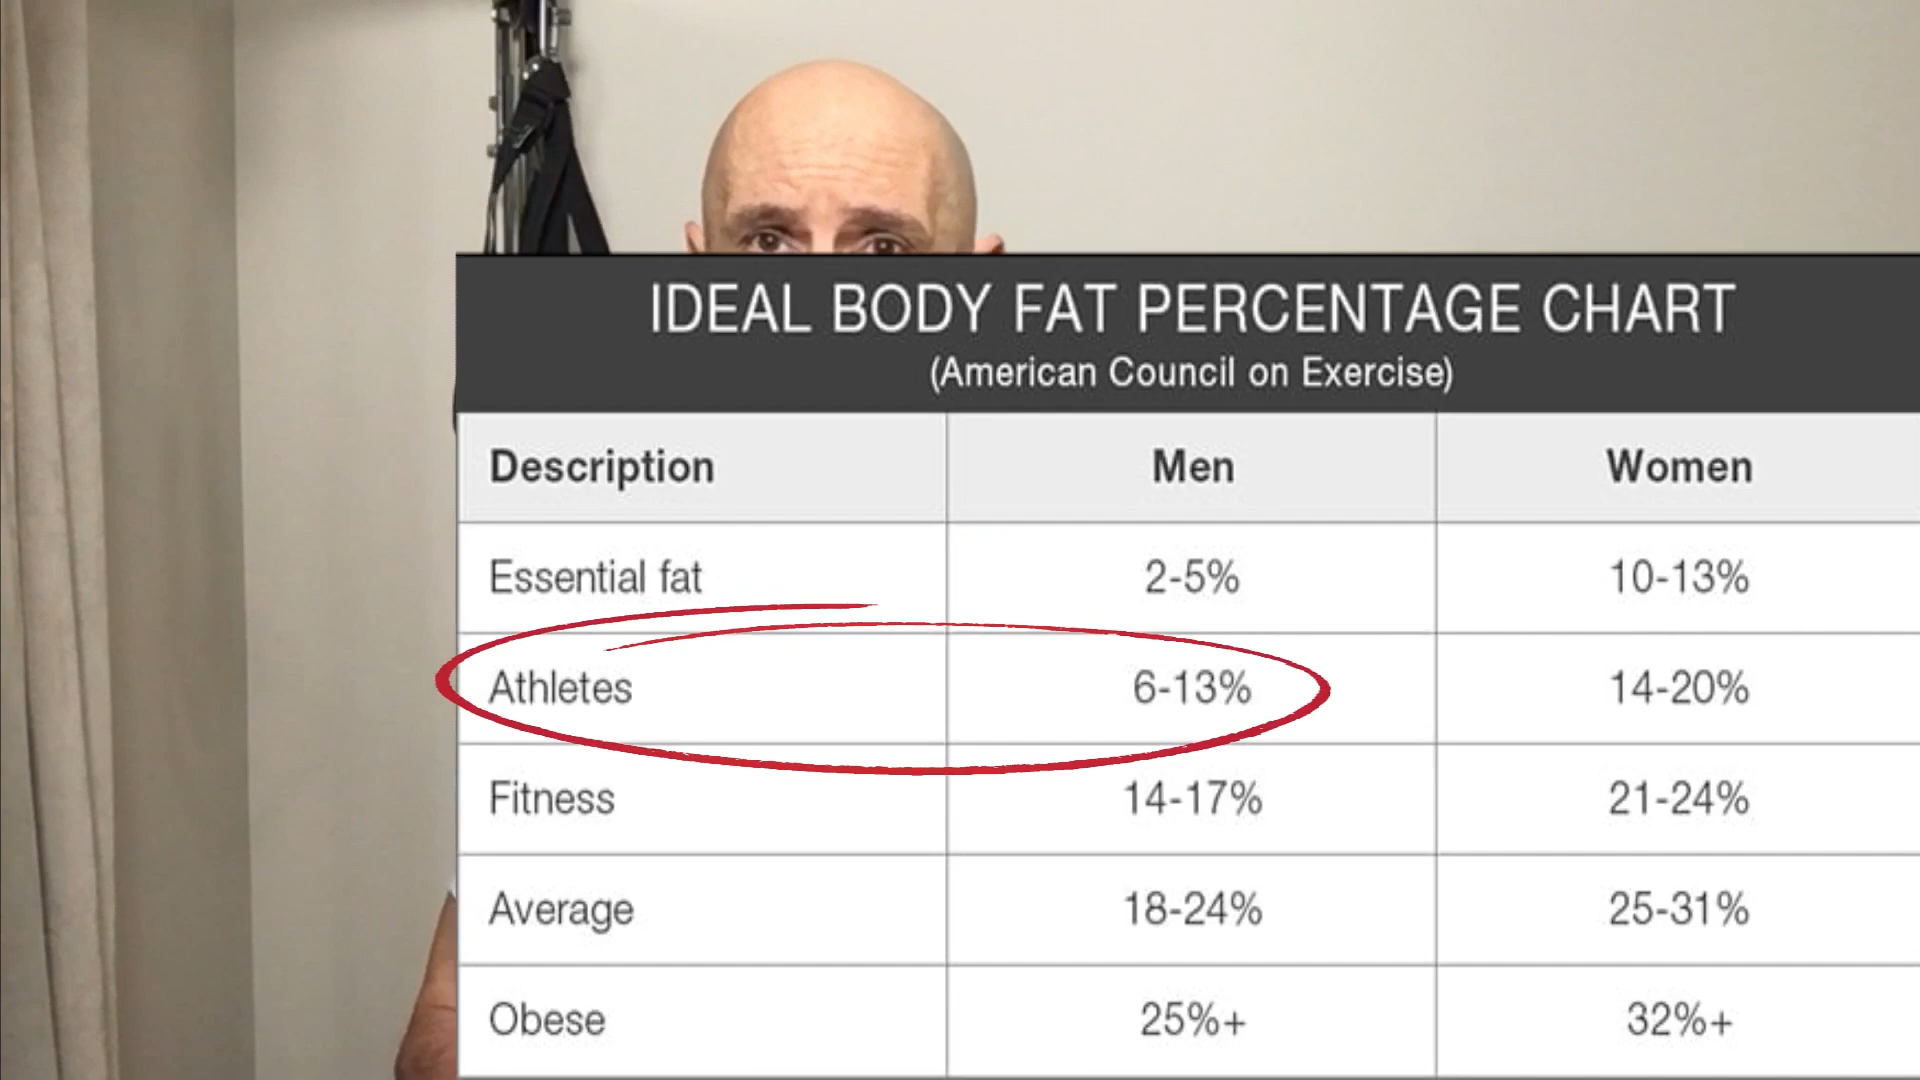 IDEAL BODY FAT PERCENTAGE CHART
(American Council on Exercise)
Description Men Women
Essential fat 2-5% 10-13%
Athletes 6-13% 14-20%
Fitness 14-17% 21-24%
Average 18-24% 25-31%
Obese 25%+ 32%+